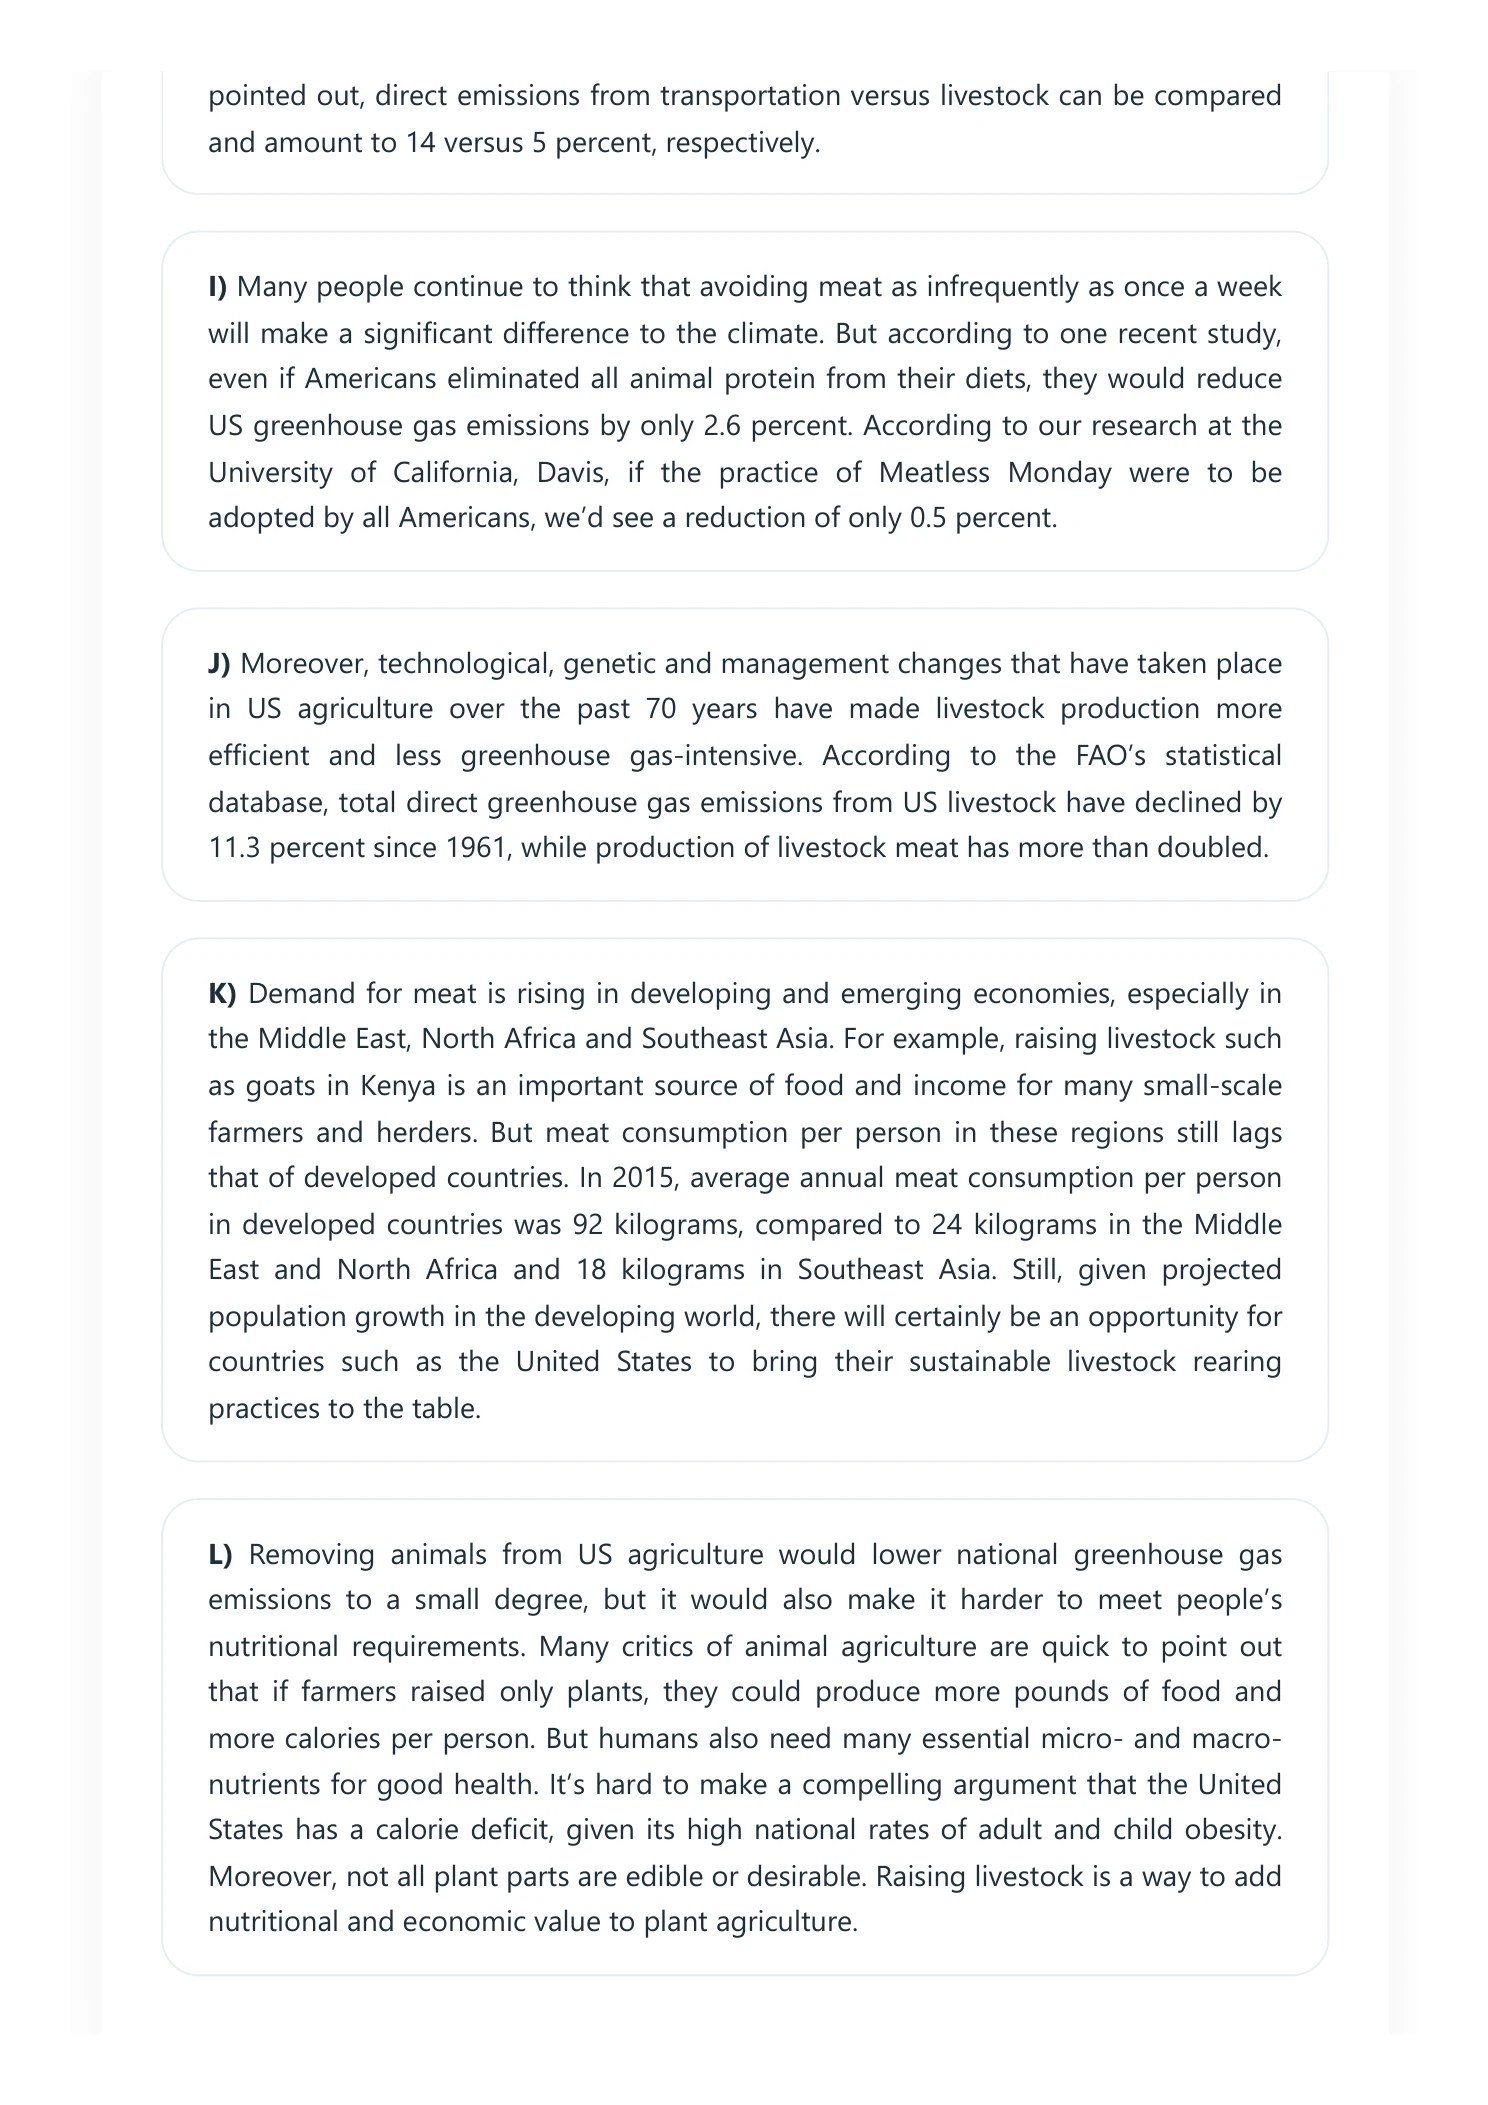 pointed out, direct emissions from transportation versus livestock can be compared
and amount to 14 versus 5 percent, respectively.
I) Many people continue to think that avoiding meat as infrequently as once a week
will make a significant difference to the climate. But according to one recent study,
even if Americans eliminated all animal protein from their diets, they would reduce
US greenhouse gas emissions by only 2.6 percent. According to our research at the
University of California, Davis, if the practice of Meatless Monday were to be
adopted by all Americans, we’d see a reduction of only 0.5 percent.
J) Moreover, technological, genetic and management changes that have taken place
in US agriculture over the past 70 years have made livestock production more
efficient and less greenhouse gas-intensive. According to the FAO’s statistical
database, total direct greenhouse gas emissions from US livestock have declined by
11.3 percent since 1961, while production of livestock meat has more than doubled.
K) Demand for meat is rising in developing and emerging economies, especially in
the Middle East, North Africa and Southeast Asia. For example, raising livestock such
as goats in Kenya is an important source of food and income for many small-scale
farmers and herders. But meat consumption per person in these regions still lags
that of developed countries. In 2015, average annual meat consumption per person
in developed countries was 92 kilograms, compared to 24 kilograms in the Middle
East and North Africa and 18 kilograms in Southeast Asia. Still, given projected
population growth in the developing world, there will certainly be an opportunity for
countries such as the United States to bring their sustainable livestock rearing
practices to the table.
L) Removing animals from US agriculture would lower national greenhouse gas
emissions to a small degree, but it would also make it harder to meet people’s
nutritional requirements. Many critics of animal agriculture are quick to point out
that if farmers raised only plants, they could produce more pounds of food and
more calories per person. But humans also need many essential micro- and macro-
nutrients for good health. It’s hard to make a compelling argument that the United
States has a calorie deficit, given its high national rates of adult and child obesity.
Moreover, not all plant parts are edible or desirable. Raising livestock is a way to add
nutritional and economic value to plant agriculture.